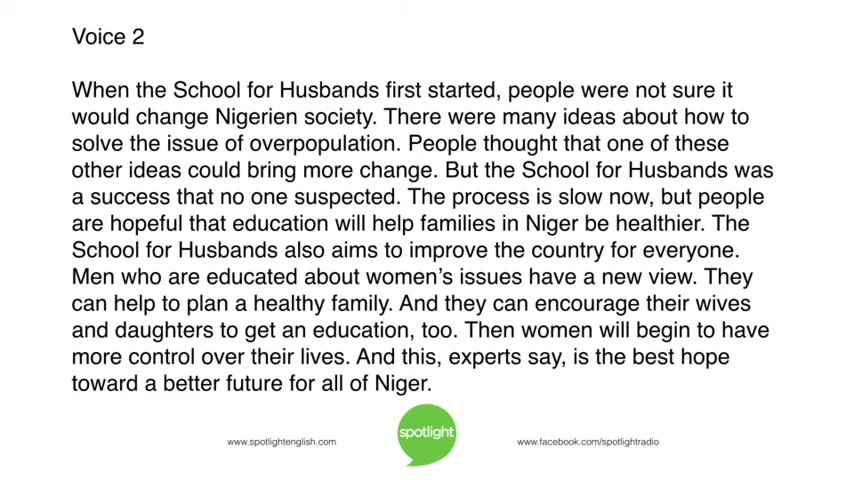 Voice 2
When the School for Husbands first started, people were not sure it
would change Nigerien society. There were many ideas about how to
solve the issue of overpopulation. People thought that one of these
other ideas could bring more change. But the School for Husbands was
a success that no one suspected. The process is slow now, but people
are hopeful that education will help families in Niger be healthier. The
School for Husbands also aims to improve the country for everyone.
Men who are educated about women’s issues have a new view. They
can help to plan a healthy family. And they can encourage their wives
and daughters to get an education, too. Then women will begin to have
more control over their lives. And this, experts say, is the best hope
toward a better future for all of Niger.
www.spotlightenglish.com
spotlight
www.facebook.com/spotlightradio